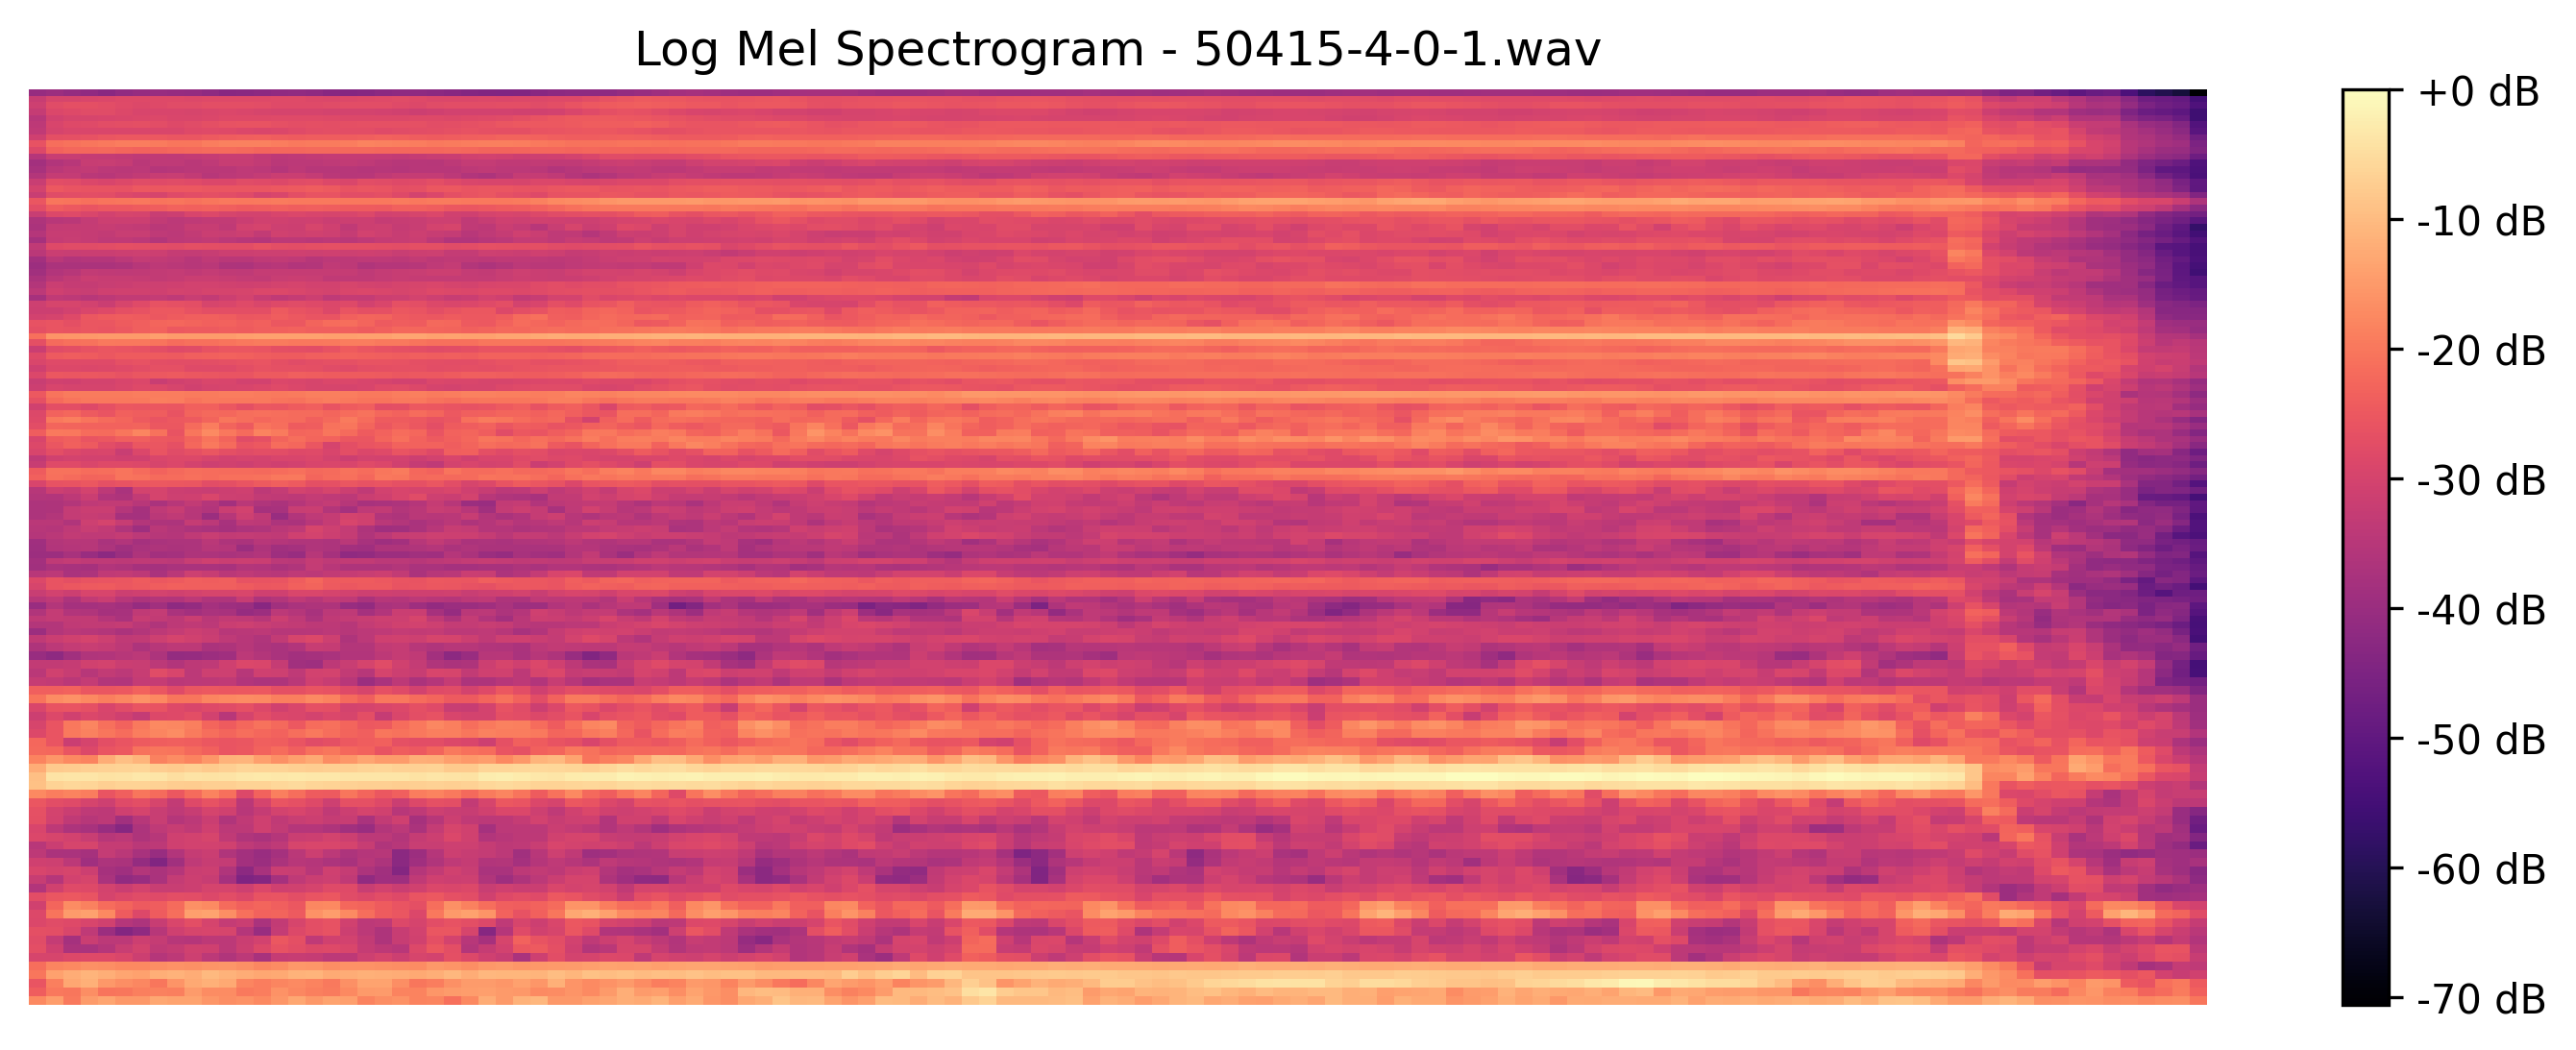 Log Mel Spectrogram - 50415-4-0-1.wav
+0 dB
-10 dB
-20 dB
-30 dB
-40 dB
-50 dB
-60 dB
-70 dB